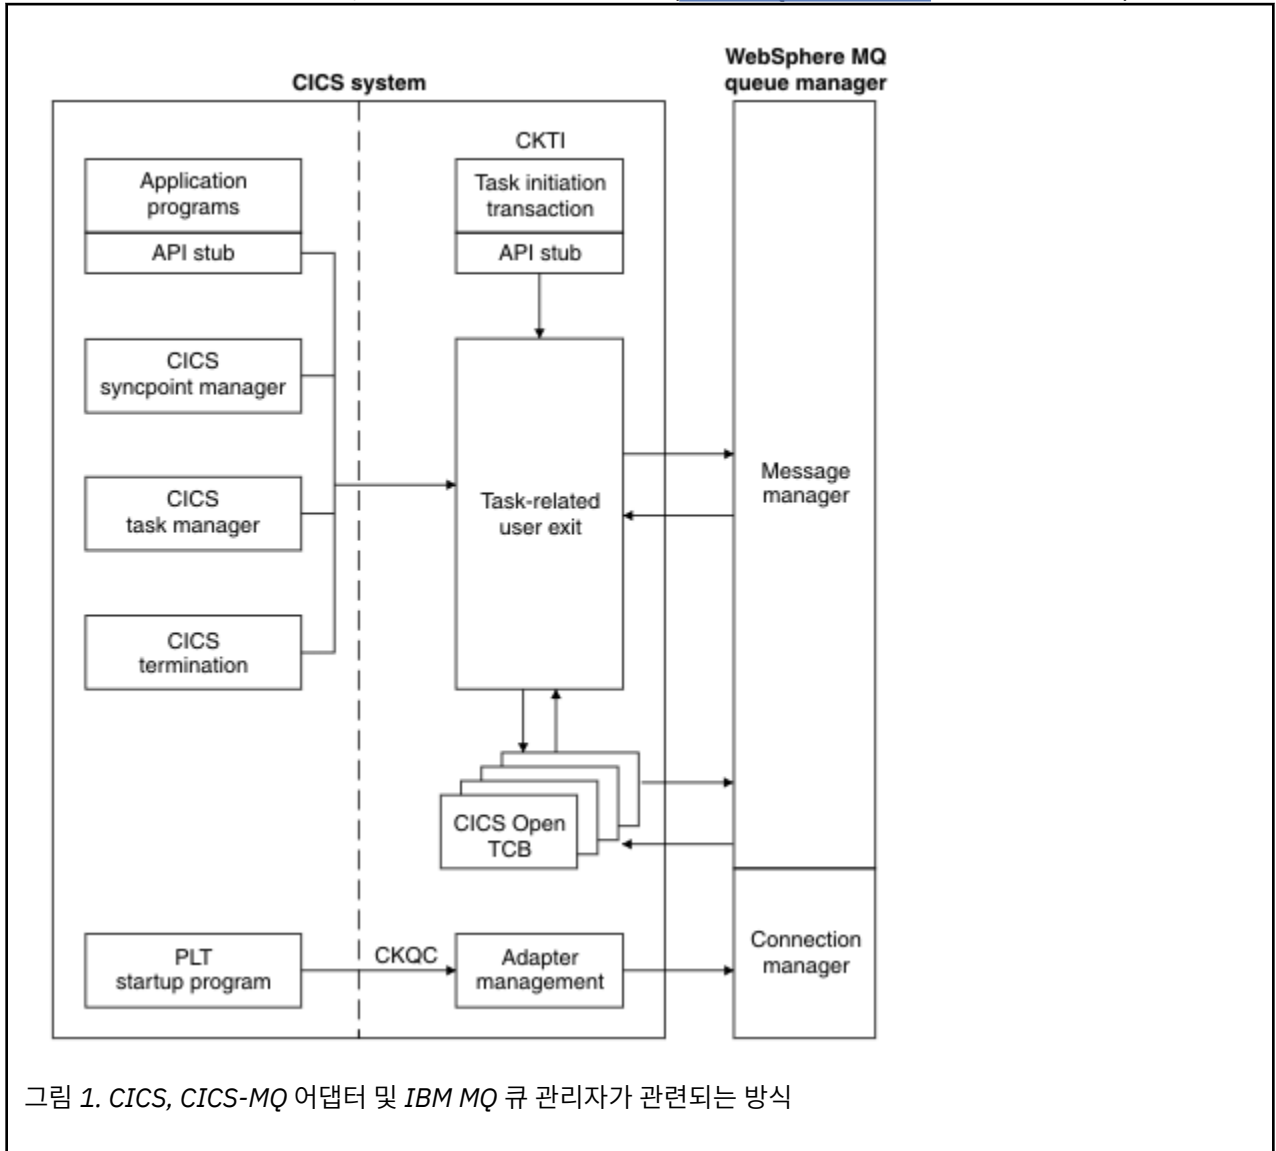 CICS system
WebSphere MQ
queue manager
CKTI
Application
programs
API stub
Task initiation
transaction
API stub
CICS
syncpoint manager
CICS
task manager
CICS
termination
Task-related
user exit
Message
manager
CICS Open
TCB
PLT
startup program
CKQC
Adapter
management
Connection
manager
그림 1. CICS, CICS-MQ 어댑터 및 IBM MQ 큐 관리자가 관련되는 방식